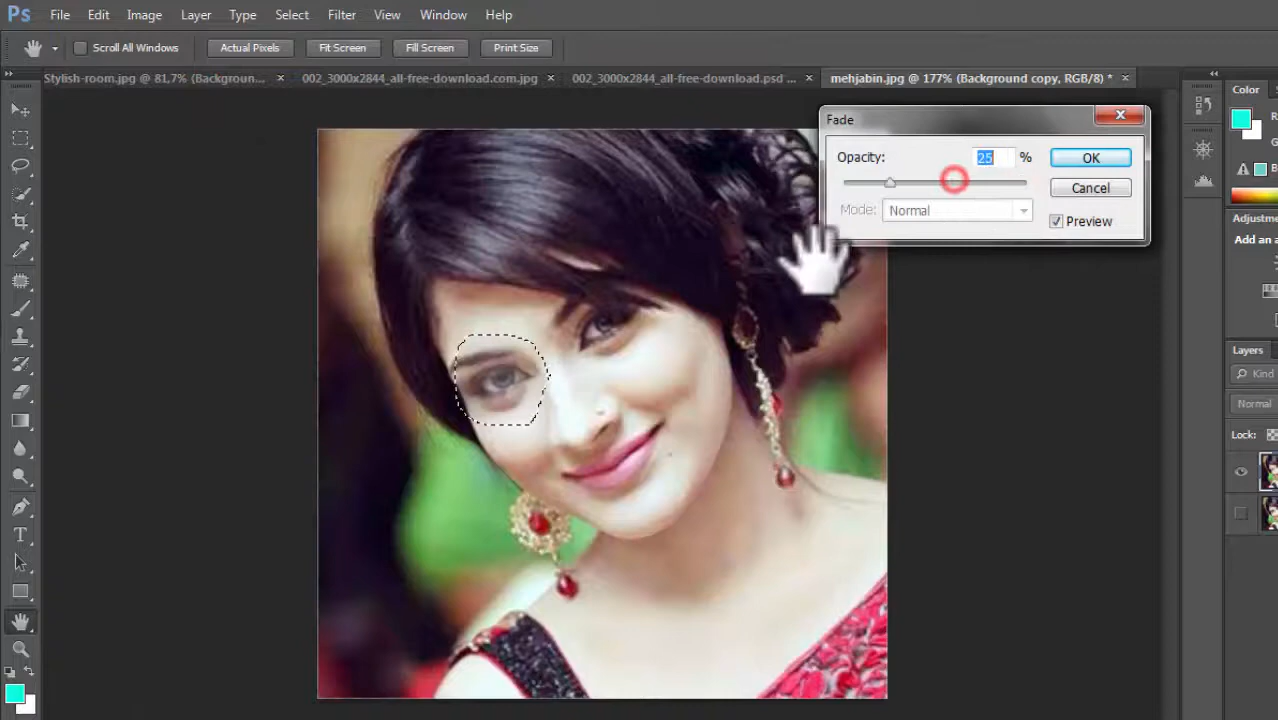 Ps File Edit Image Layer Type Select Filter View Window Help
Scroll All Windows Actual Pixels Fit Screen Fill Screen Print Size
Stylish-room.jpg @ 81,7% (Backgroun... × 002_3000x2844_all-free-download.com.jpg × 002_3000x2844_all-free-download.psd ... × mehjabin.jpg @ 177% (Background copy, RGB/8) * ×
Color
Fade
Opacity: 25 % OK
Cancel
Mode: Normal
Preview
Adjustme
Add an a
Layers
Kind
Normal
Lock: